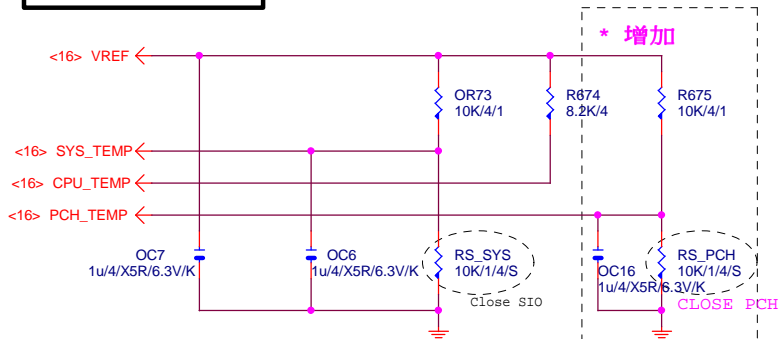 * 增加
<16> VREF
OR73
10K/4/1
R674
8.2K/4
R675
10K/4/1
<16> SYS_TEMP
<16> CPU_TEMP
<16> PCH_TEMP
OC7
1u/4/X5R/6.3V/K
OC6
1u/4/X5R/6.3V/K
RS_SYS
10K/1/4/S
Close SIO
OC16
1u/4/X5R/6.3V/K
RS_PCH
10K/1/4/S
CLOSE PCH